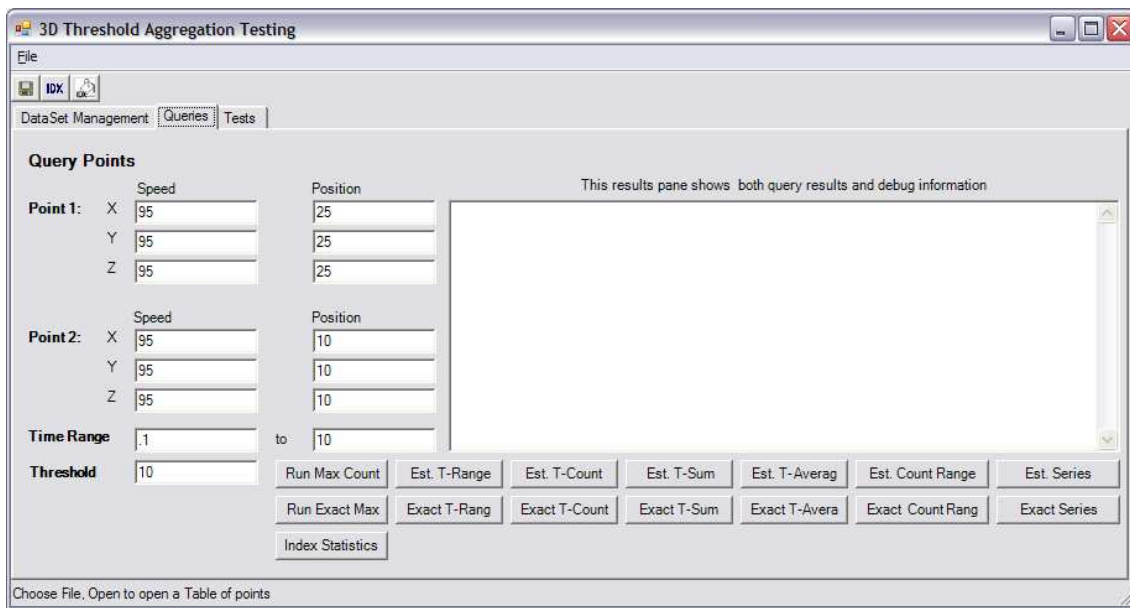 3D Threshold Aggregation Testing
File
IDX
DataSet Management Queries Tests
Query Points
Speed Position This results pane shows both query results and debug information
Point 1: X 95 25
Y 95 25
Z 95 25
Speed Position
Point 2: X 95 10
Y 95 10
Z 95 10
Time Range .1 to 10
Threshold 10
Run Max Count Est. T-Range Est. T-Count Est. T-Sum Est. T-Averag Est. Count Range Est. Series
Run Exact Max Exact T-Rang Exact T-Count Exact T-Sum Exact T-Avera Exact Count Rang Exact Series
Index Statistics
Choose File, Open to open a Table of points